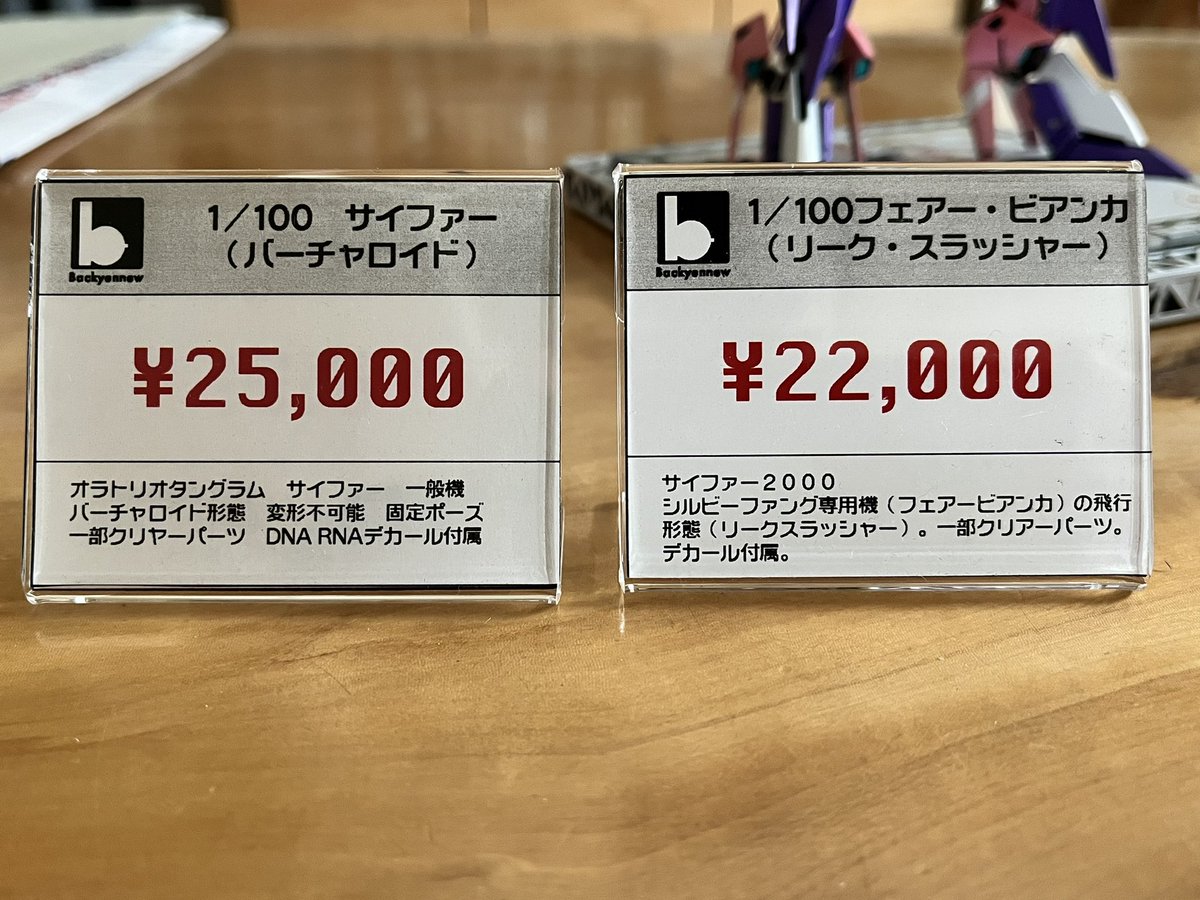 Backyennew
1/100 サイファー
（バーチャロイド）
¥25,000
オラトリオタングラム サイファー 一般機
バーチャロイド形態 変形不可能 固定ポーズ
一部クリヤーパーツ DNA RNAデカール付属
Backyennew
1/100フェアー・ビアンカ
（リーク・スラッシャー）
¥22,000
サイファー２０００
シルビーファング専用機（フェアービアンカ）の飛行
形態（リークスラッシャー）。一部クリアーパーツ。
デカール付属。